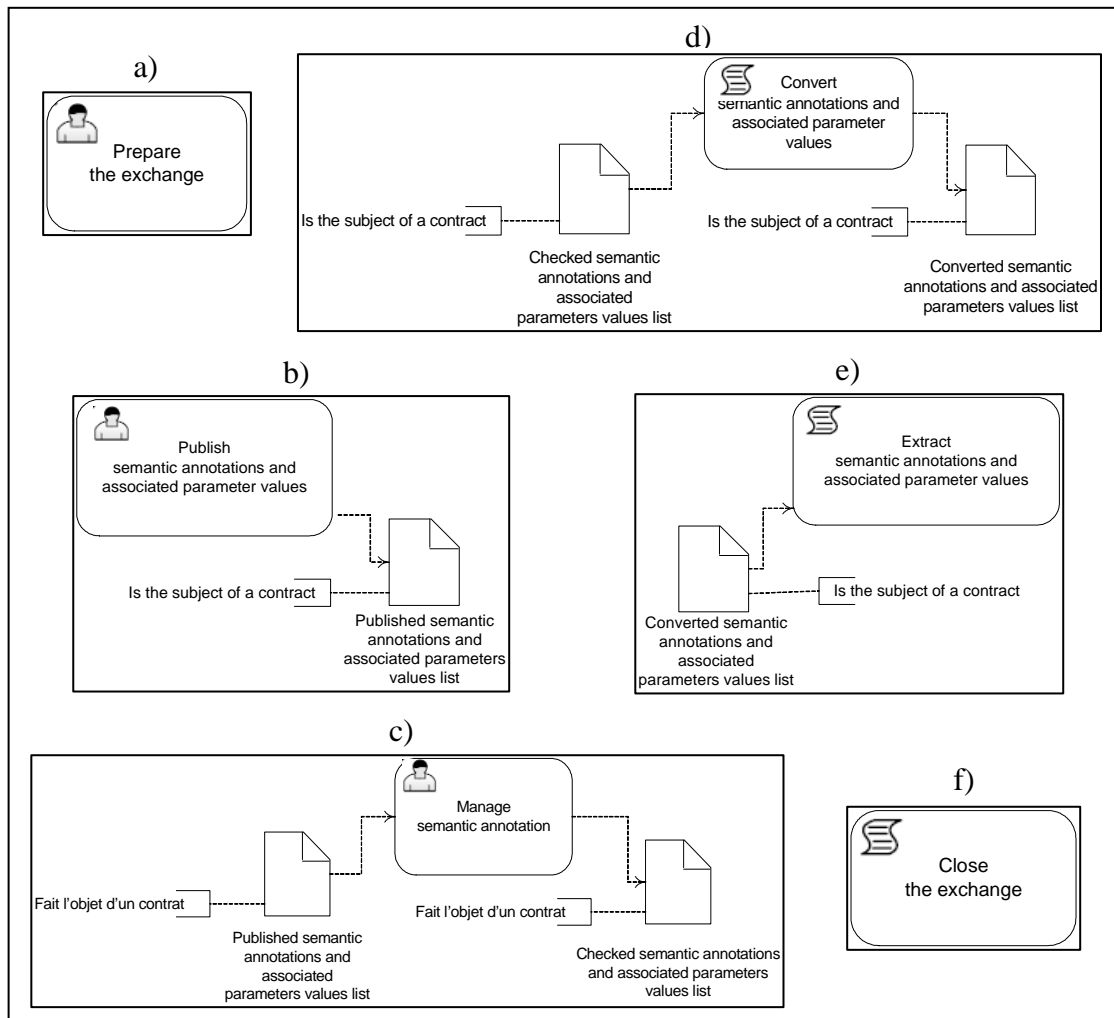 a)
Prepare
the exchange
d)
Convert
semantic annotations and
associated parameter
values
Is the subject of a contract
Checked semantic
annotations and
associated
parameters values list
Is the subject of a contract
Converted semantic
annotations and associated
parameters values list
b)
Publish
semantic annotations and
associated parameter values
Is the subject of a contract
Published semantic
annotations and
associated parameters
values list
e)
Extract
semantic annotations and
associated parameter values
Is the subject of a contract
Converted semantic
annotations and
associated
parameters values list
c)
Manage
semantic annotation
Fait l'objet d'un contrat
Published semantic
annotations and
associated
parameters values list
Fait l'objet d'un contrat
Checked semantic annotations
and associated parameters
values list
f)
Close
the exchange